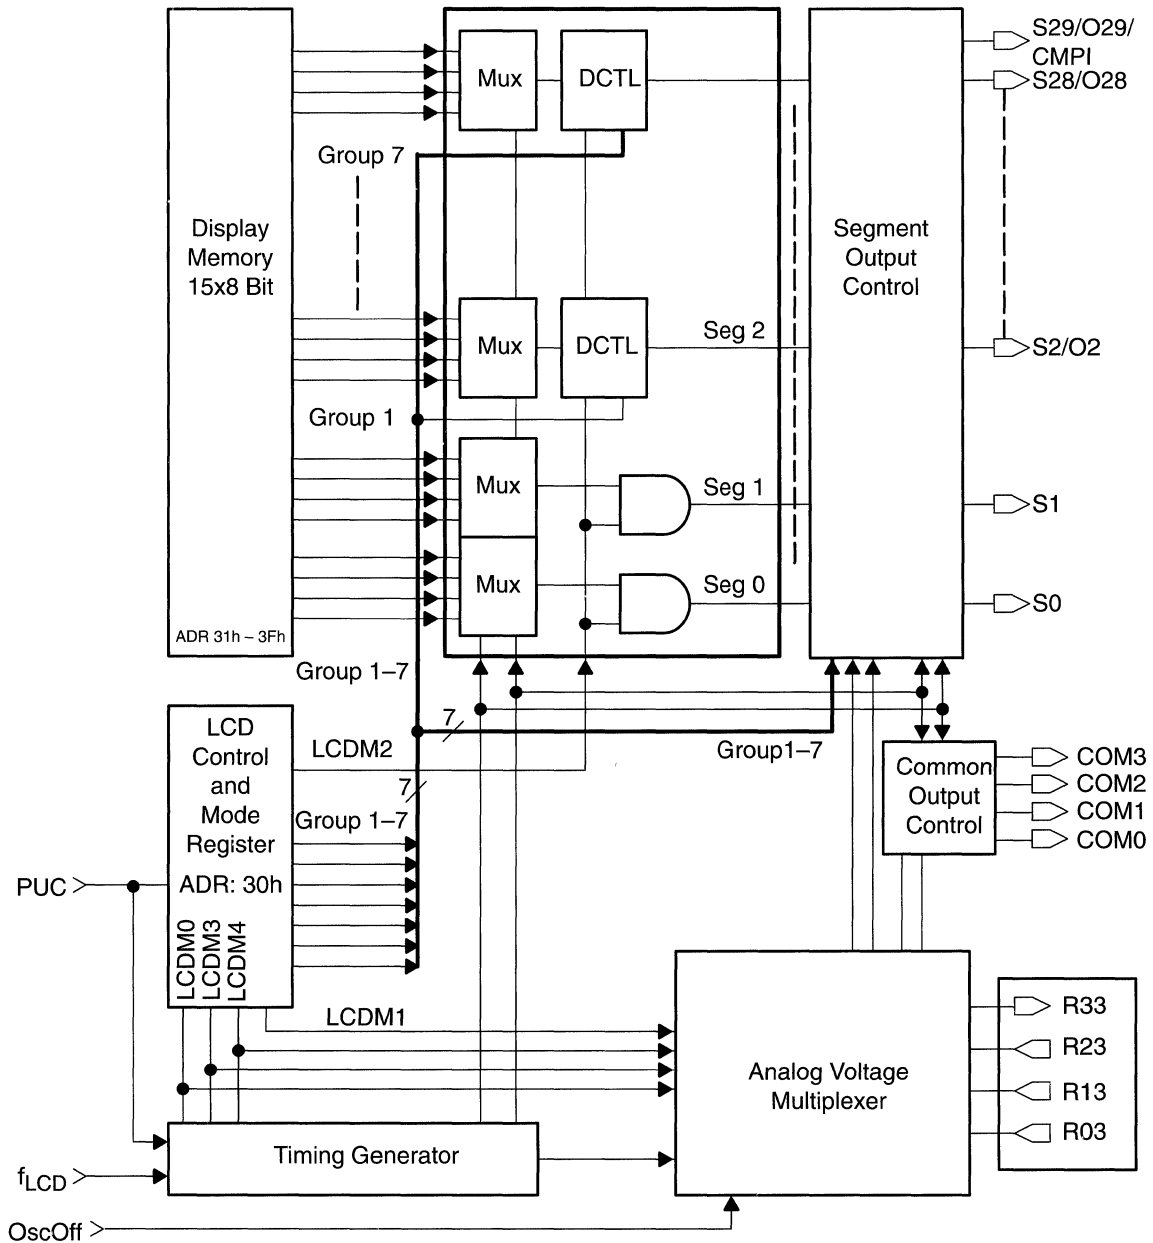 S29/O29/
CMPI
S28/O28
Mux
DCTL
Group 7
Display
Memory
15x8 Bit
Segment
Output
Control
Mux
DCTL
Seg 2
S2/O2
Group 1
Mux
Seg 1
S1
Mux
Seg 0
S0
ADR 31h – 3Fh
Group 1–7
LCD
Control
and
Mode
Register
ADR: 30h
LCDM0
LCDM3
LCDM4
7
LCDM2
Group1–7
7
Group 1–7
Common
Output
Control
COM3
COM2
COM1
COM0
PUC
LCDM1
Analog Voltage
Multiplexer
R33
R23
R13
R03
Timing Generator
fLCD
OscOff